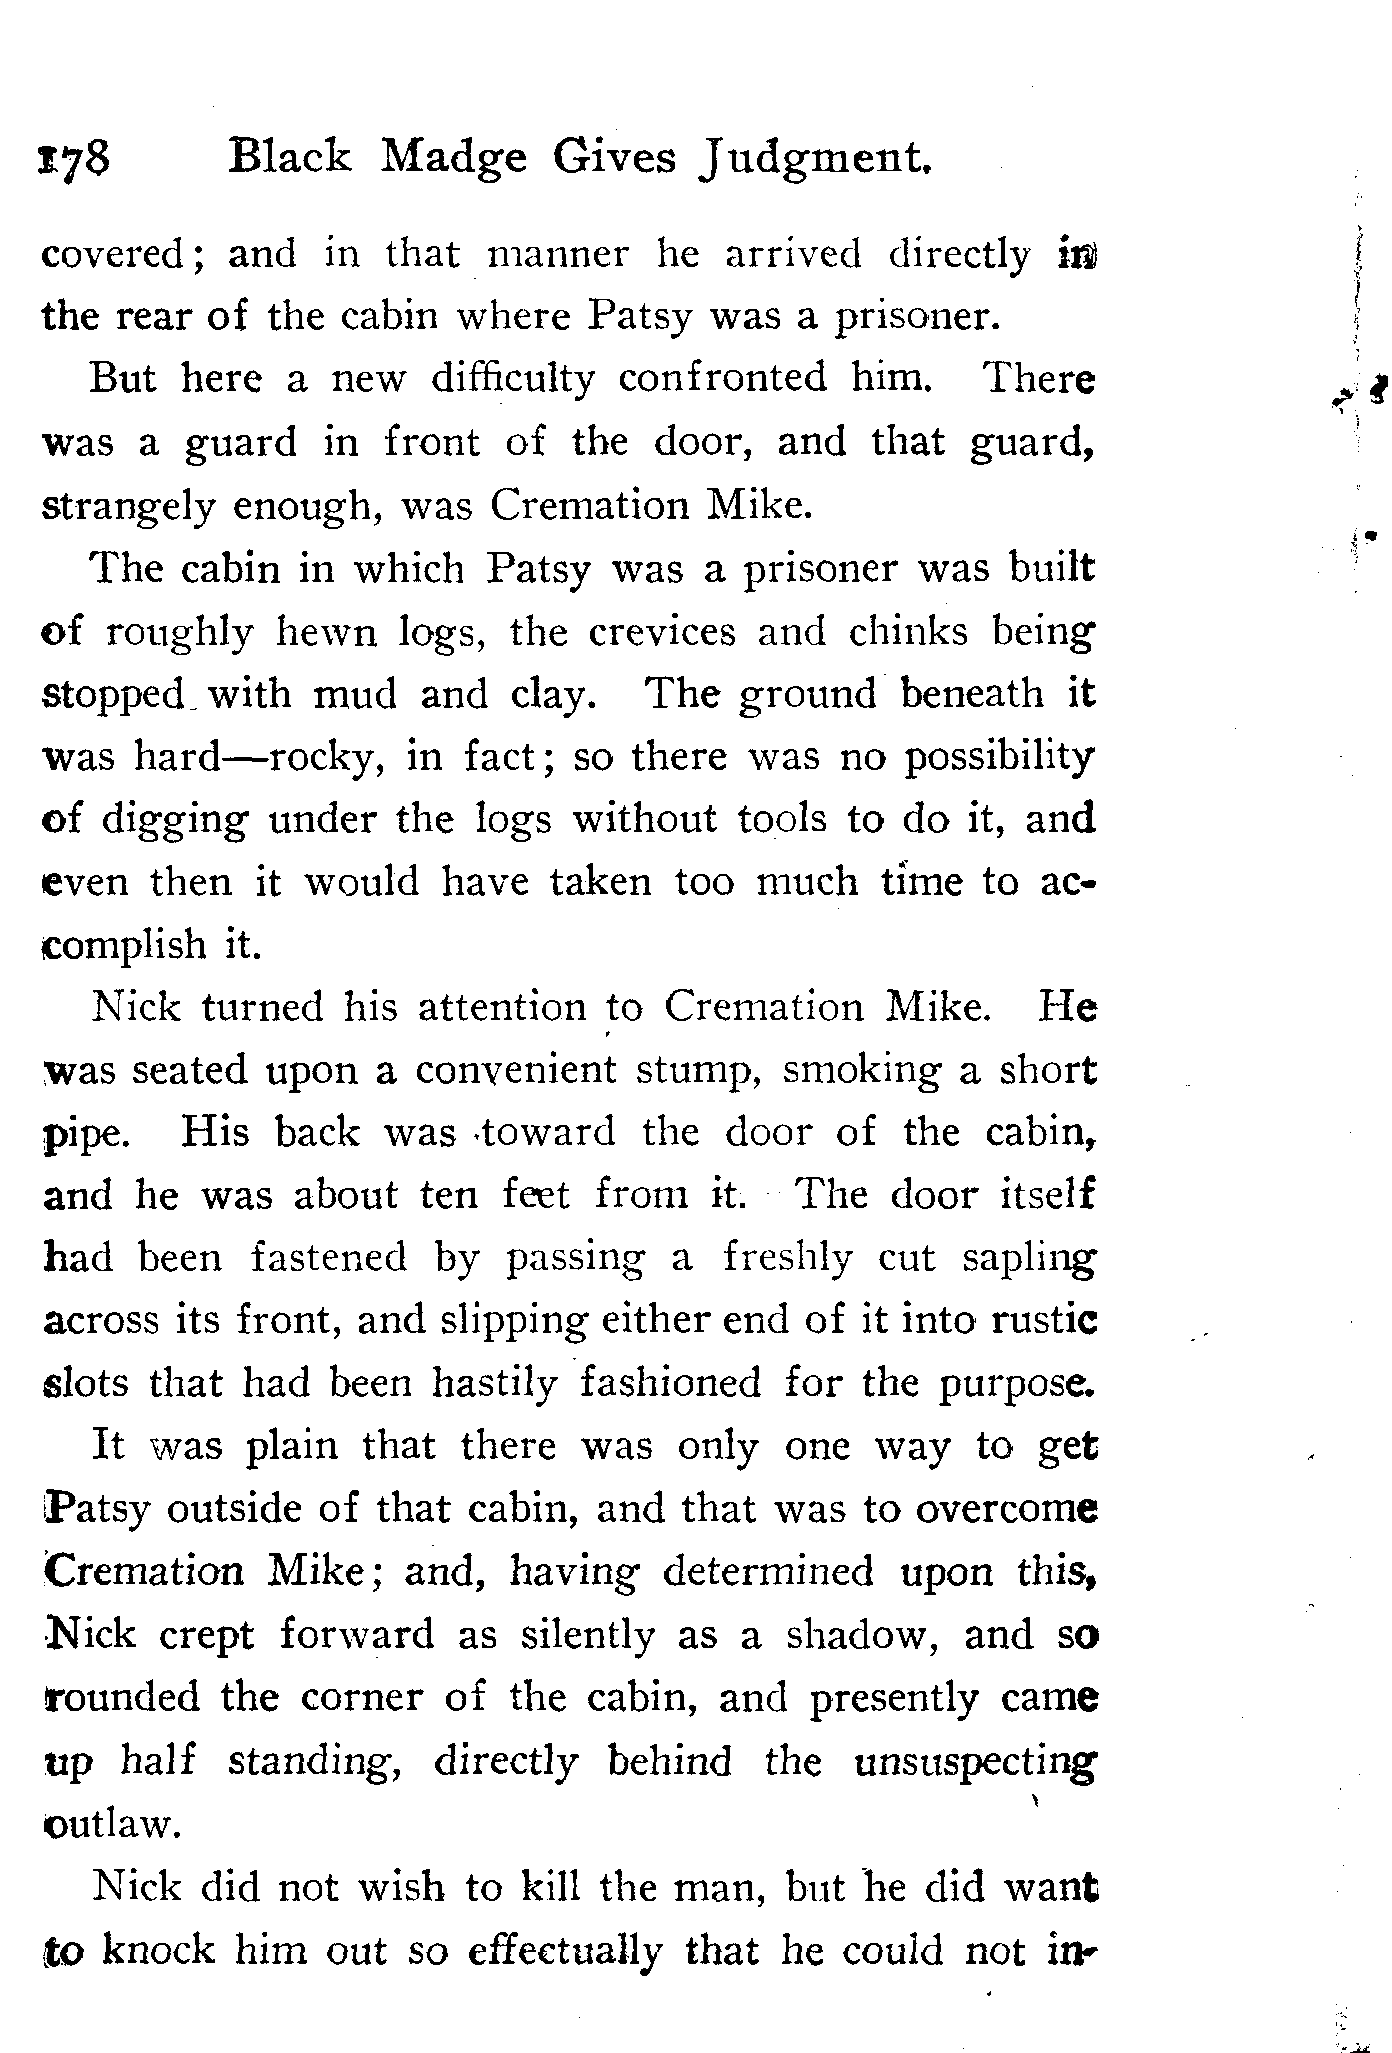 178 Black Madge Gives Judgment.
covered; and in that manner he arrived directly in
the rear of the cabin where Patsy was a prisoner.
But here a new difficulty confronted him. There
was a guard in front of the door, and that guard,
strangely enough, was Cremation Mike.
The cabin in which Patsy was a prisoner was built
of roughly hewn logs, the crevices and chinks being
stopped with mud and clay. The ground beneath it
was hard—rocky, in fact; so there was no possibility
of digging under the logs without tools to do it, and
even then it would have taken too much time to ac-
complish it.
Nick turned his attention to Cremation Mike. He
was seated upon a convenient stump, smoking a short
pipe. His back was toward the door of the cabin,
and he was about ten feet from it. The door itself
had been fastened by passing a freshly cut sapling
across its front, and slipping either end of it into rustic
slots that had been hastily fashioned for the purpose.
It was plain that there was only one way to get
Patsy outside of that cabin, and that was to overcome
Cremation Mike; and, having determined upon this,
Nick crept forward as silently as a shadow, and so
rounded the corner of the cabin, and presently came
up half standing, directly behind the unsuspecting
outlaw.
Nick did not wish to kill the man, but he did want
to knock him out so effectually that he could not in-